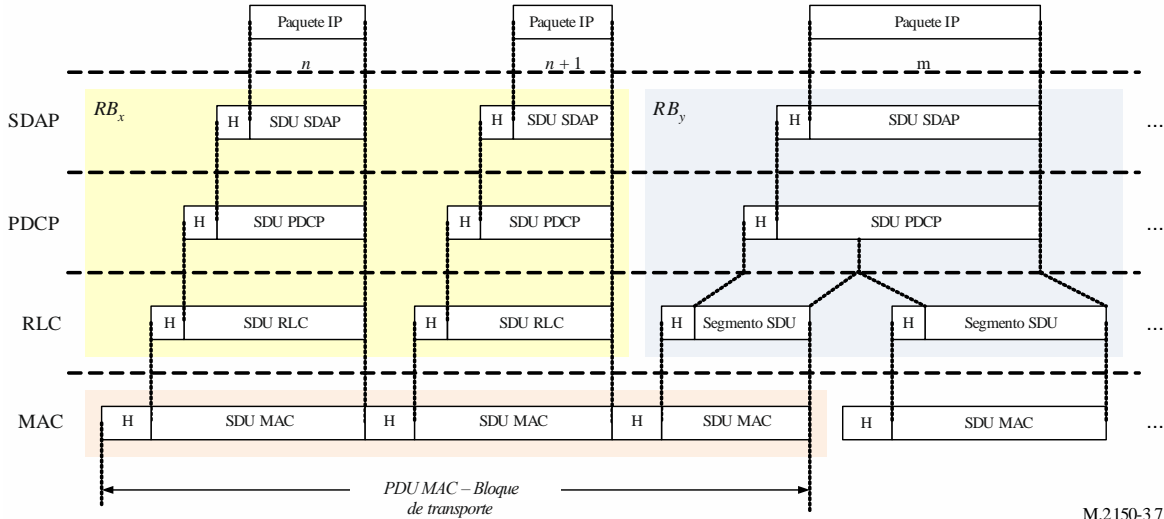 Paquete IP
Paquete IP
Paquete IP
n
n + 1
m
SDAP
RBx
H
SDU SDAP
H
SDU SDAP
RBy
H
SDU SDAP
...
PDCP
H
SDU PDCP
H
SDU PDCP
H
SDU PDCP
...
RLC
H
SDU RLC
H
SDU RLC
H
Segmento SDU
H
Segmento SDU
...
MAC
H
SDU MAC
H
SDU MAC
H
SDU MAC
H
SDU MAC
...
PDU MAC – Bloque
de transporte
M.2150-3.7